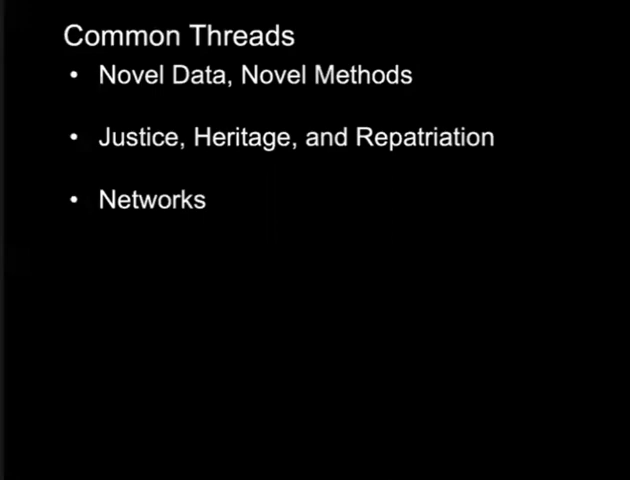 Common Threads
• Novel Data, Novel Methods
• Justice, Heritage, and Repatriation
• Networks